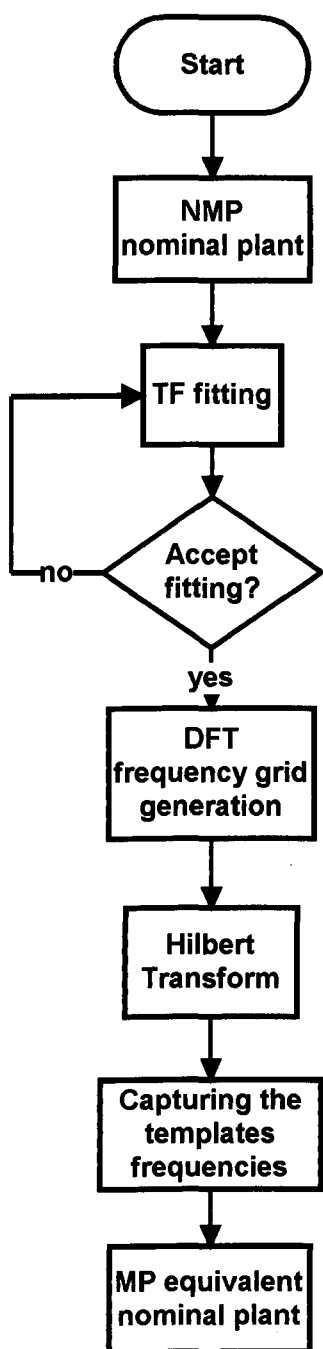 Start
NMP
nominal plant
TF fitting
Accept
fitting?
no
yes
DFT
frequency grid
generation
Hilbert
Transform
Capturing the
templates
frequencies
MP equivalent
nominal plant